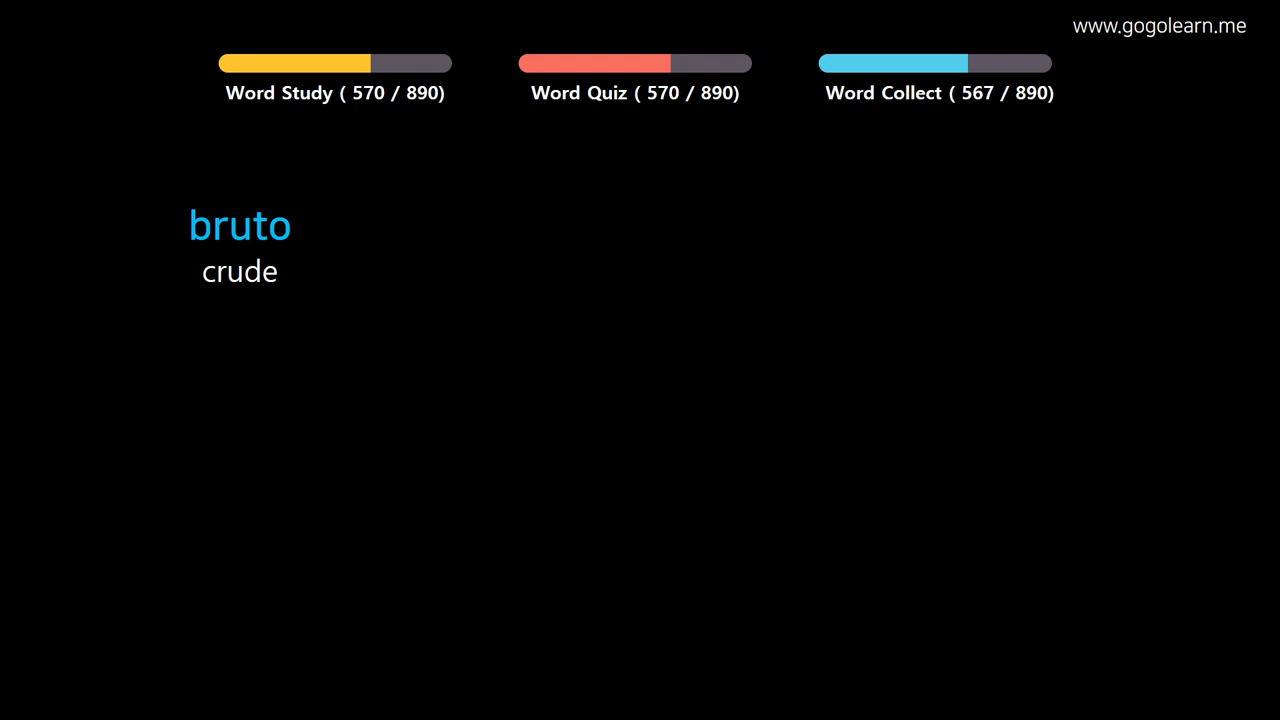 www.gogolearn.me
Word Study ( 570 / 890)
Word Quiz ( 570 / 890)
Word Collect ( 567 / 890)
bruto
crude